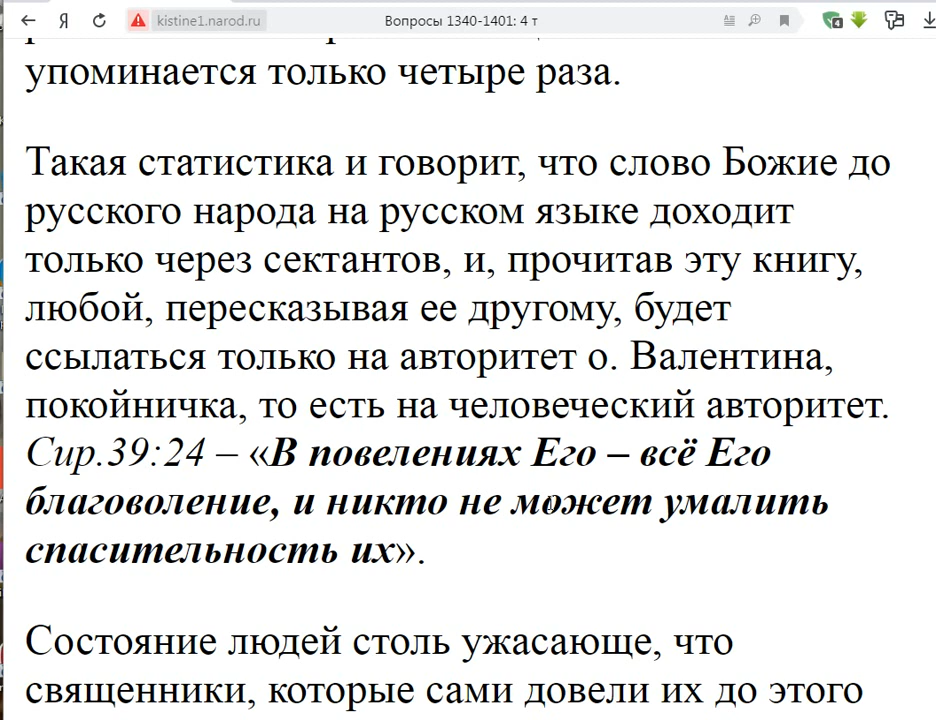 Я
kistine1.narod.ru
Вопросы 1340-1401: 4 т
4
упоминается только четыре раза.
Такая статистика и говорит, что слово Божие до
русского народа на русском языке доходит
только через сектантов, и, прочитав эту книгу,
любой, пересказывая ее другому, будет
ссылаться только на авторитет о. Валентина,
покойничка, то есть на человеческий авторитет.
Сир.39:24 – «В повелениях Его – всё Его
благоволение, и никто не может умалить
спасительность их».
Состояние людей столь ужасающе, что
священники, которые сами довели их до этого